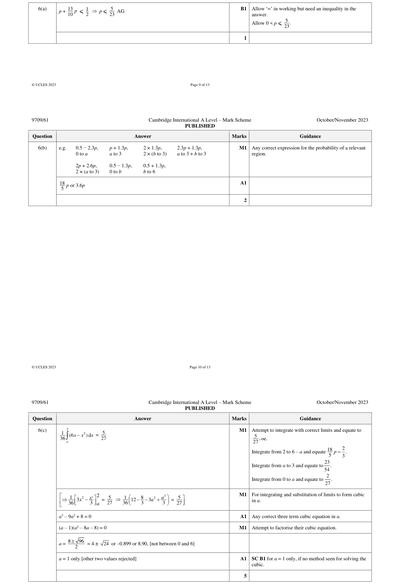 6(a) p + 13/10 p ⩽ 1/2 ⇒ p ⩽ 5/23 AG B1 Allow '=' in working but need an inequality in the answer.
Allow 0 < p ⩽ 5/23
1
© UCLES 2023 Page 9 of 13
9709/61 Cambridge International A Level – Mark Scheme October/November 2023
PUBLISHED
Question Answer Marks Guidance
6(b) e.g. 0.5 − 2.3p, p + 1.3p, 2 × 1.3p, 2.3p + 1.3p, M1 Any correct expression for the probability of a relevant region.
0 to a a to 3 2 × (b to 3) a to 3 + b to 3
2p + 2.6p, 0.5 − 1.3p, 0.5 + 1.3p,
2 × (a to 3) 0 to b b to 6
18/5 p or 3.6p A1
2
© UCLES 2023 Page 10 of 13
9709/61 Cambridge International A Level – Mark Scheme October/November 2023
PUBLISHED
Question Answer Marks Guidance
6(c) 1/36 ∫ (6x − x²) dx = 5/27 M1 Attempt to integrate with correct limits and equate to
5/27, oe.
Integrate from 2 to 6 – a and equate 18/5 p = 2/3.
Integrate from a to 3 and equate to 23/54.
Integrate from 0 to a and equate to 2/27.
M1 For integrating and substitution of limits to form cubic in a.
a³ − 9a² + 8 = 0 A1 Any correct three term cubic equation in a.
(a − 1)(a² − 8a − 8) = 0 M1 Attempt to factorise their cubic equation.
a = (8 ± √96)/2 = 4 ± √24 or –0.899 or 8.90, [not between 0 and 6]
a = 1 only [other two values rejected] A1 SC B1 for a = 1 only, if no method seen for solving the cubic.
5